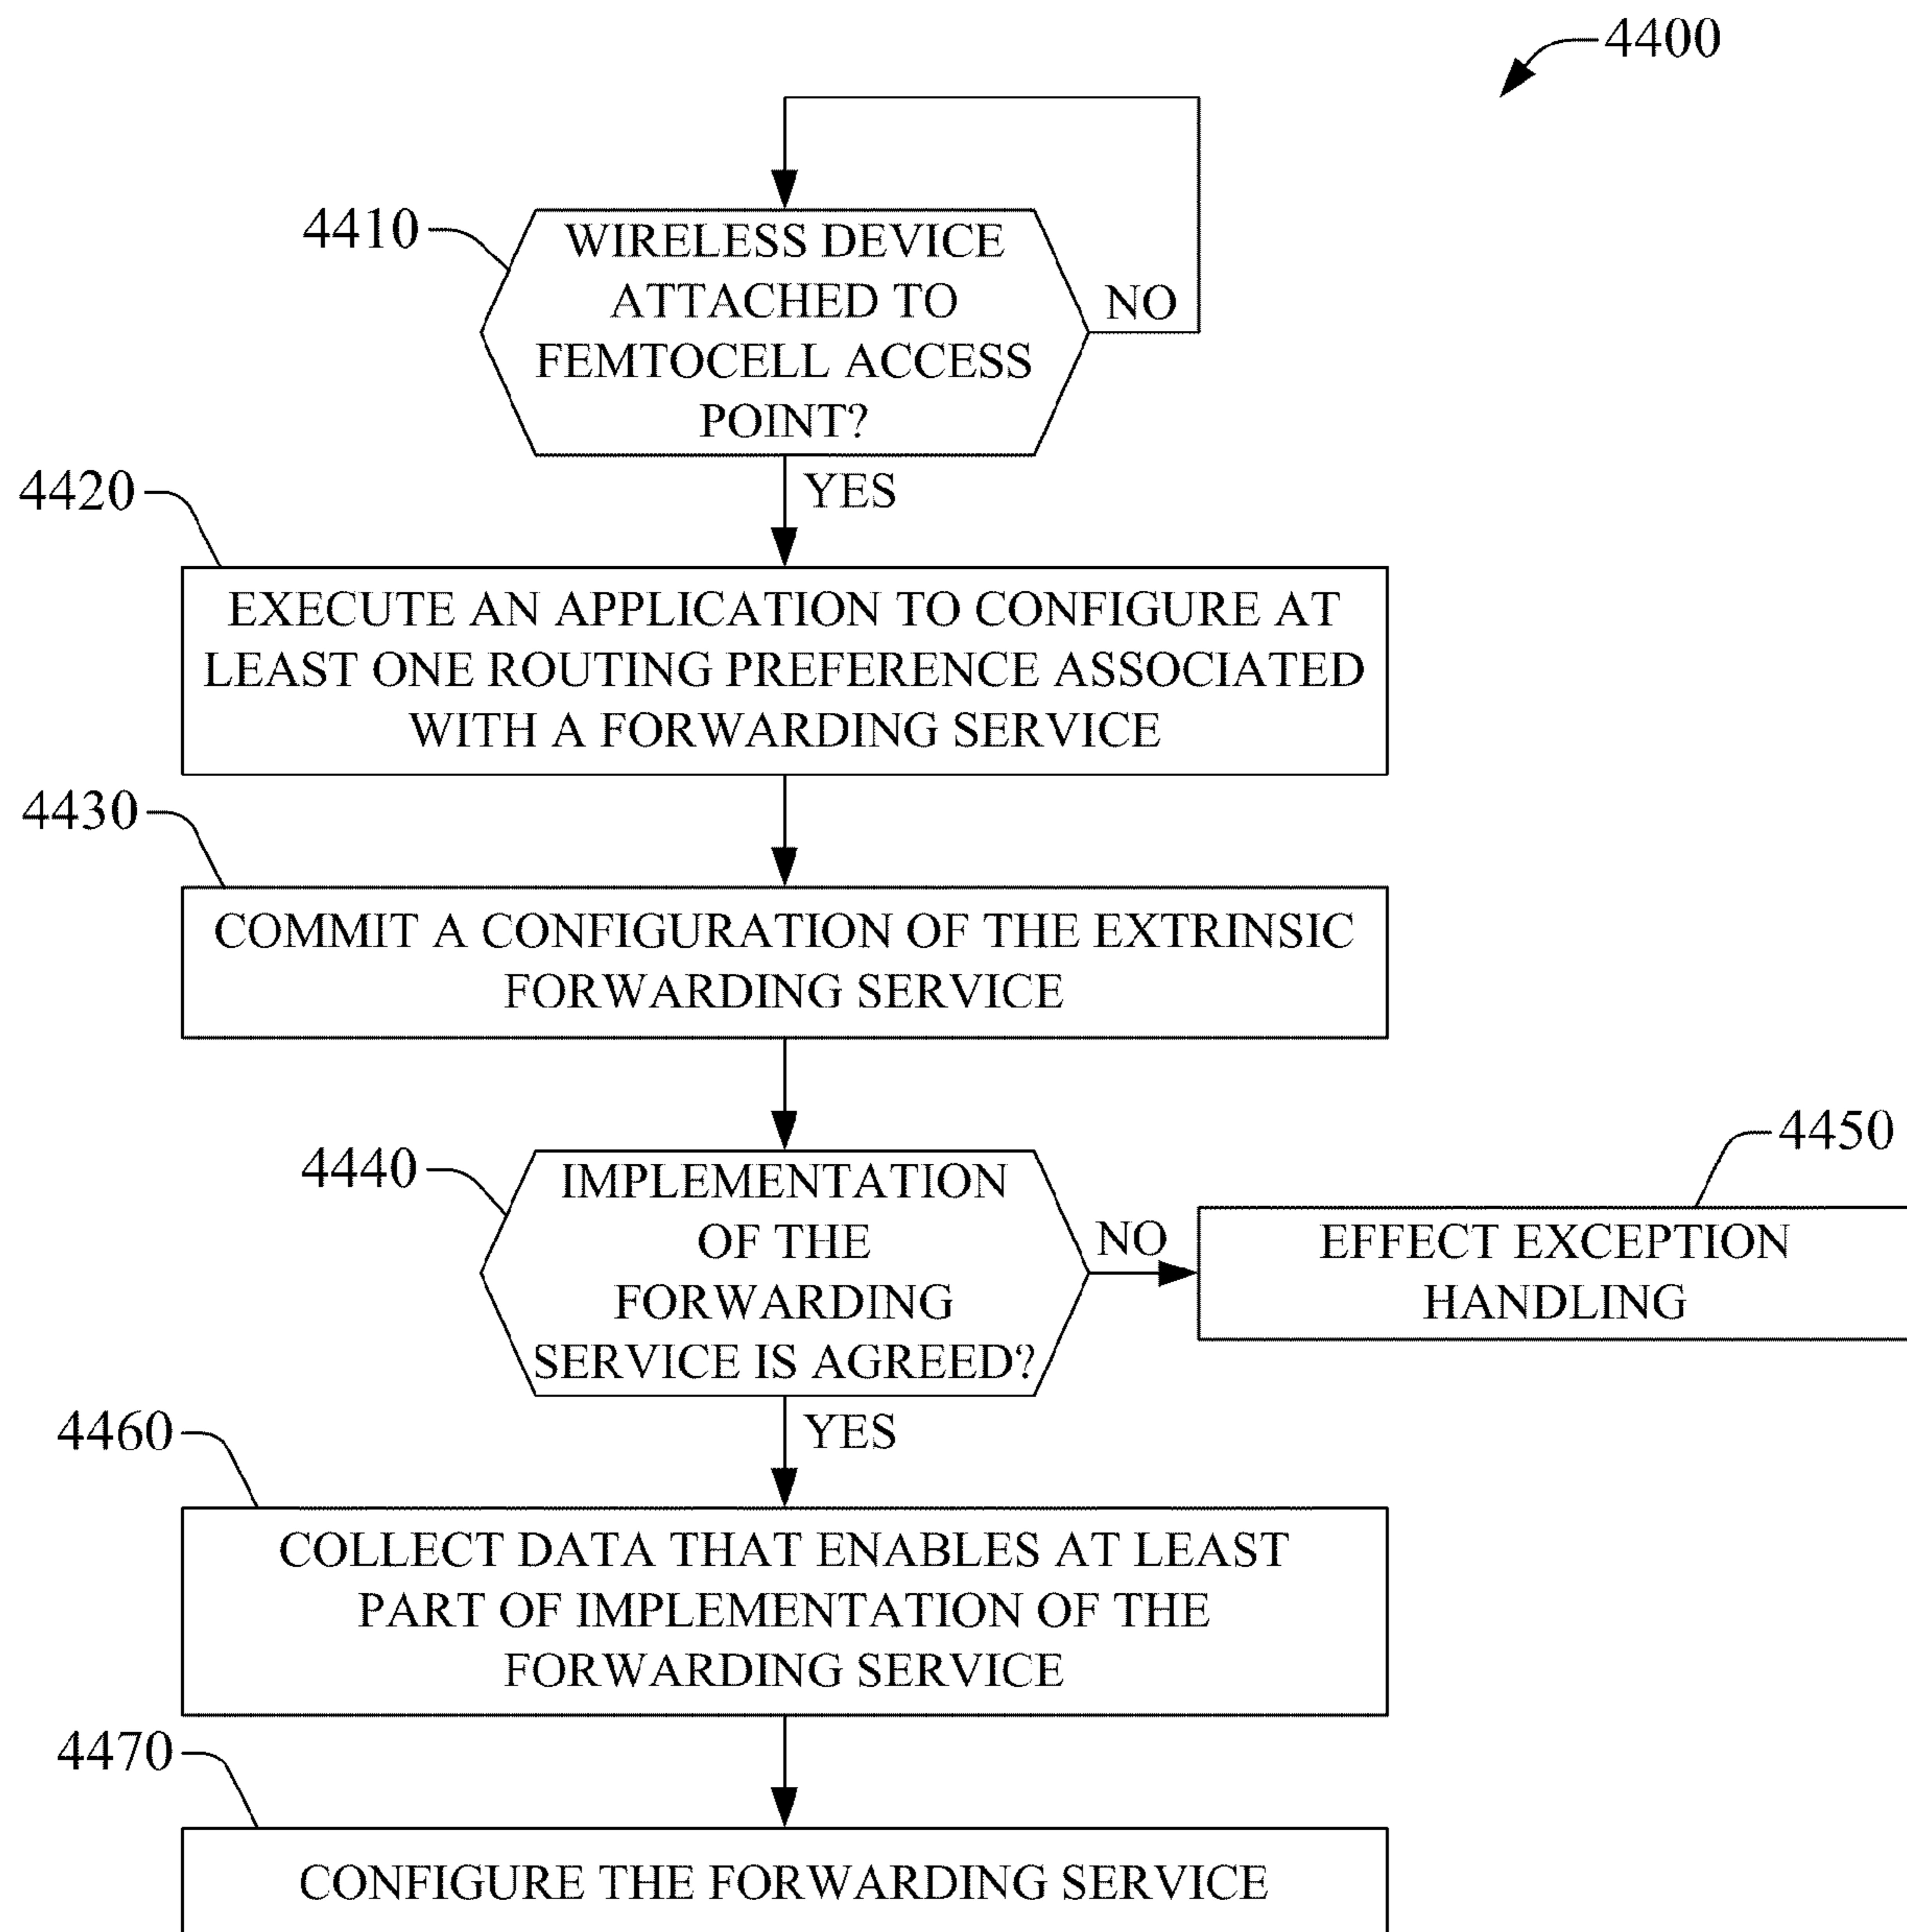 4400
4410
WIRELESS DEVICE
ATTACHED TO
FEMTOCELL ACCESS
POINT?
NO
YES
4420
EXECUTE AN APPLICATION TO CONFIGURE AT
LEAST ONE ROUTING PREFERENCE ASSOCIATED
WITH A FORWARDING SERVICE
4430
COMMIT A CONFIGURATION OF THE EXTRINSIC
FORWARDING SERVICE
4440
IMPLEMENTATION
OF THE
FORWARDING
SERVICE IS AGREED?
NO
4450
EFFECT EXCEPTION
HANDLING
YES
4460
COLLECT DATA THAT ENABLES AT LEAST
PART OF IMPLEMENTATION OF THE
FORWARDING SERVICE
4470
CONFIGURE THE FORWARDING SERVICE